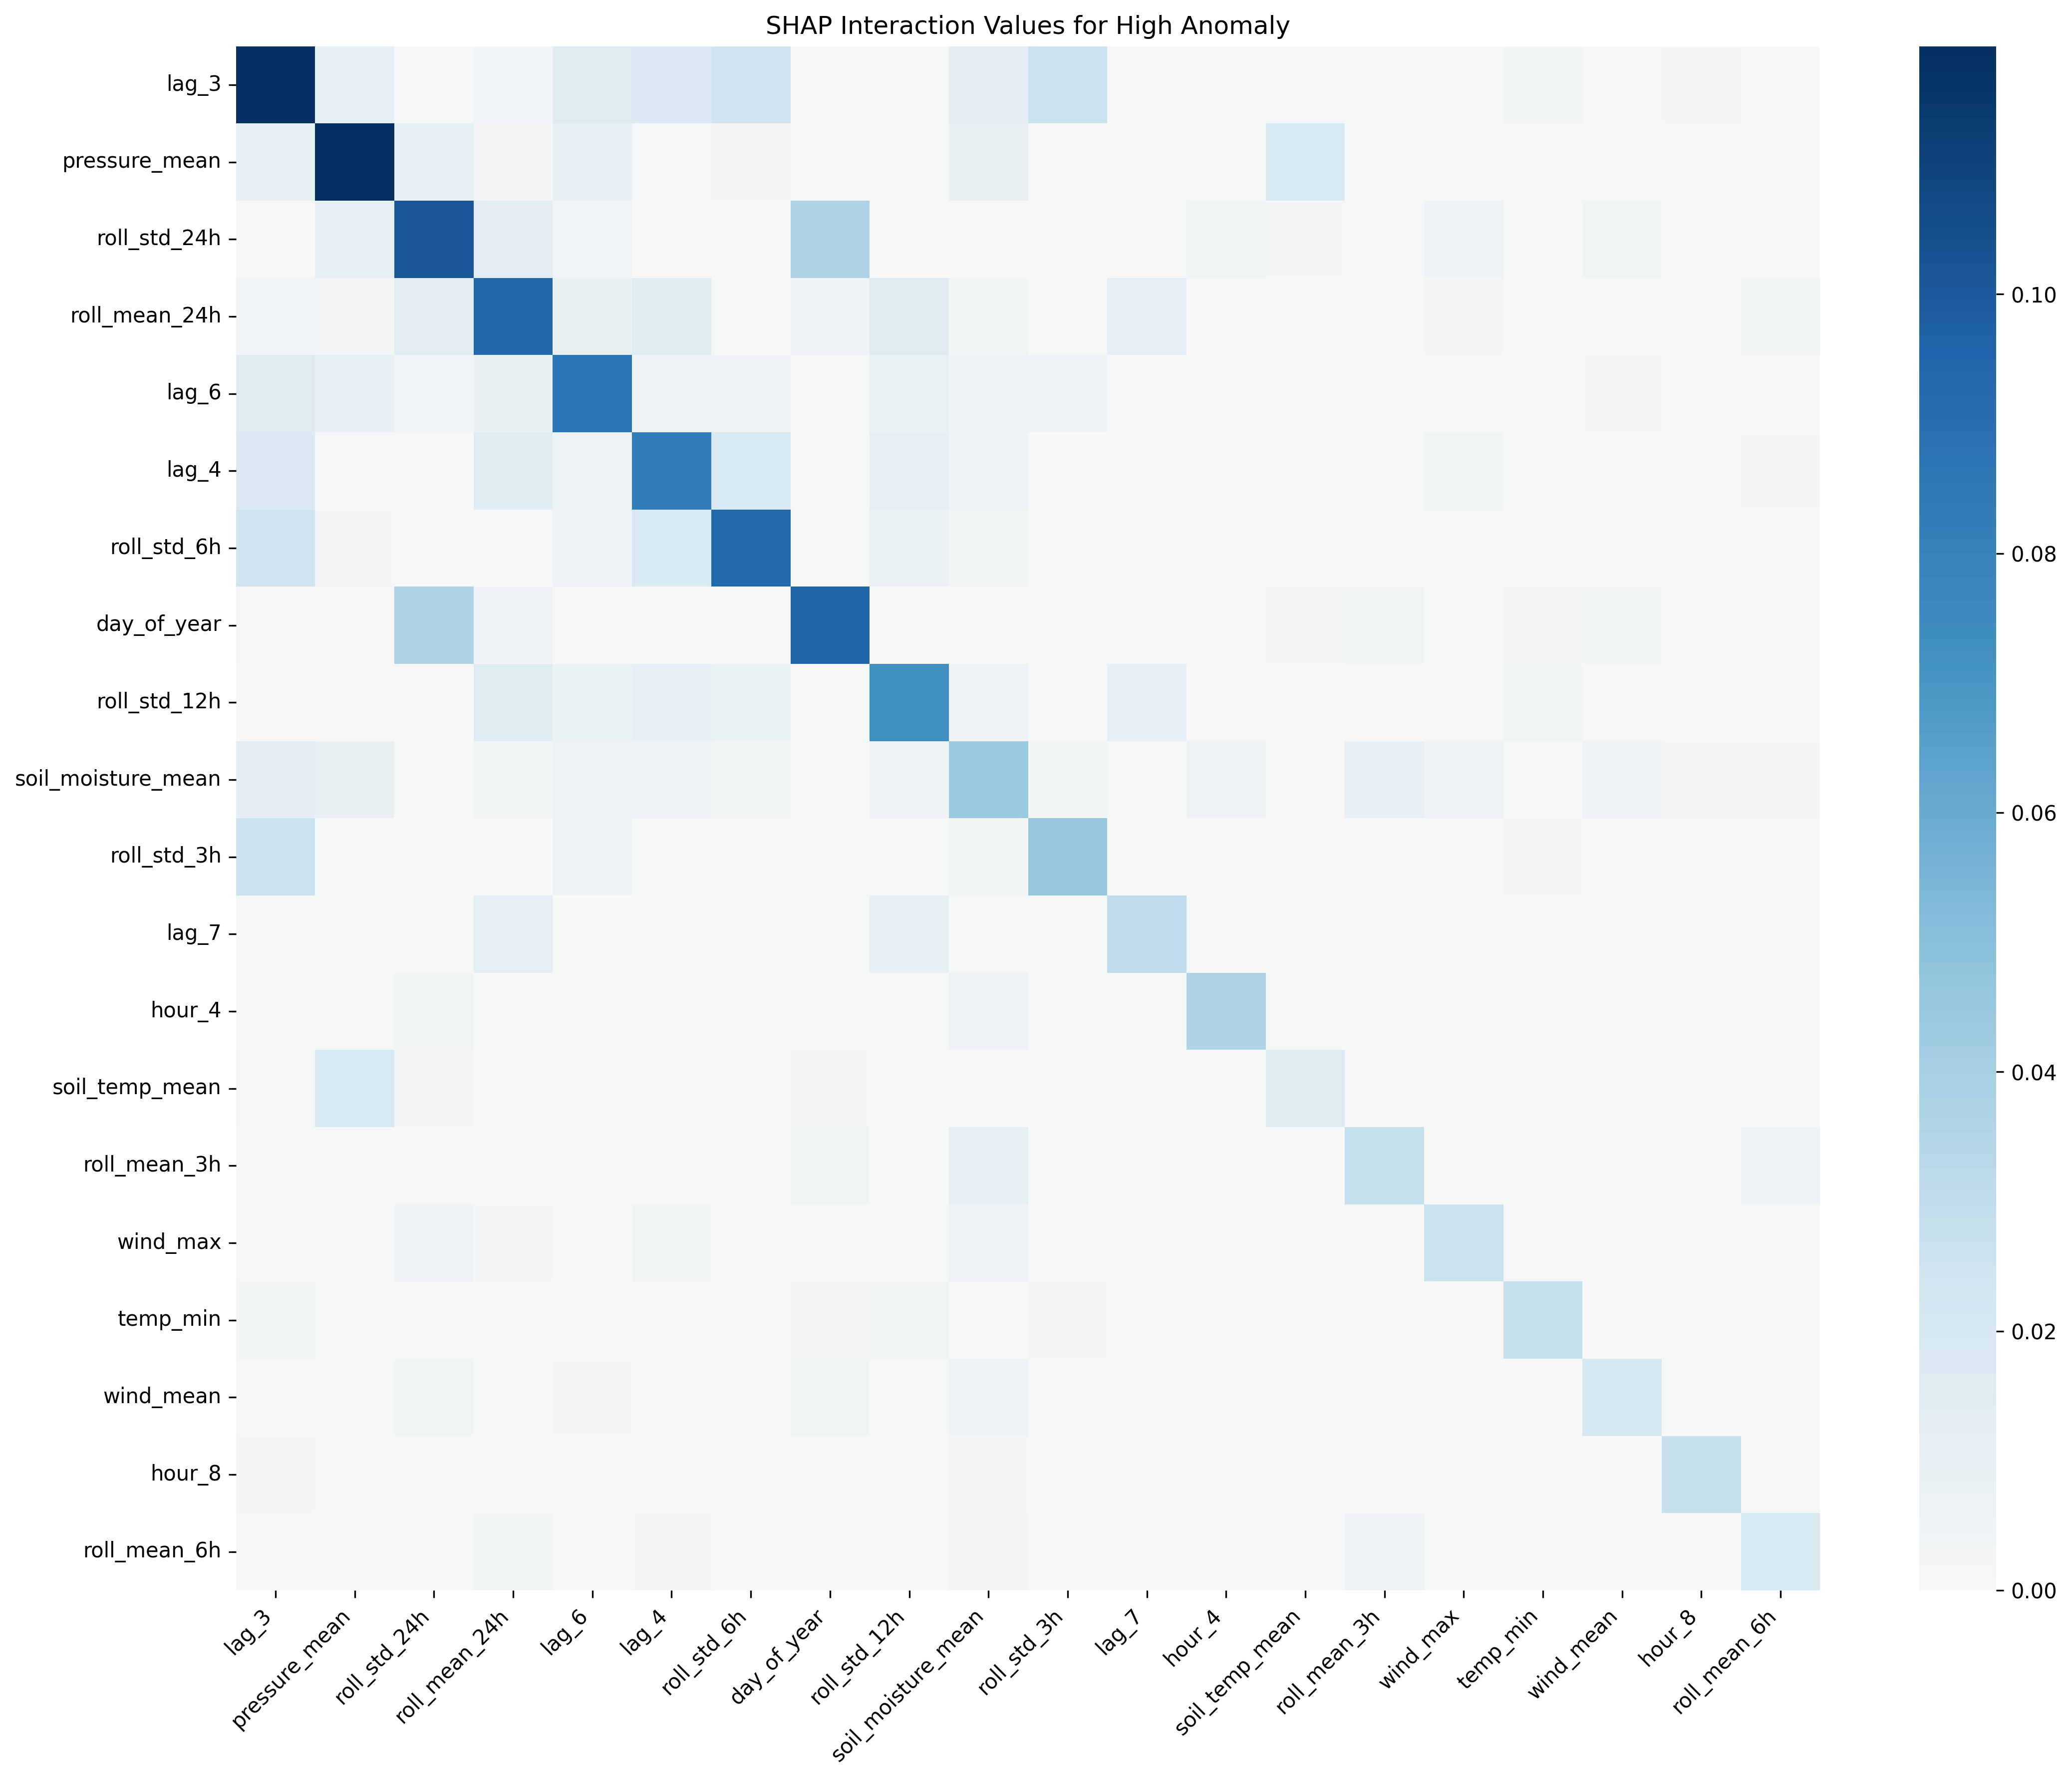 SHAP Interaction Values for High Anomaly
lag_3
pressure_mean
roll_std_24h
roll_mean_24h
lag_6
lag_4
roll_std_6h
day_of_year
roll_std_12h
soil_moisture_mean
roll_std_3h
lag_7
hour_4
soil_temp_mean
roll_mean_3h
wind_max
temp_min
wind_mean
hour_8
roll_mean_6h
lag_3
pressure_mean
roll_std_24h
roll_mean_24h
lag_6
lag_4
roll_std_6h
day_of_year
roll_std_12h
soil_moisture_mean
roll_std_3h
lag_7
hour_4
soil_temp_mean
roll_mean_3h
wind_max
temp_min
wind_mean
hour_8
roll_mean_6h
0.10
0.08
0.06
0.04
0.02
0.00